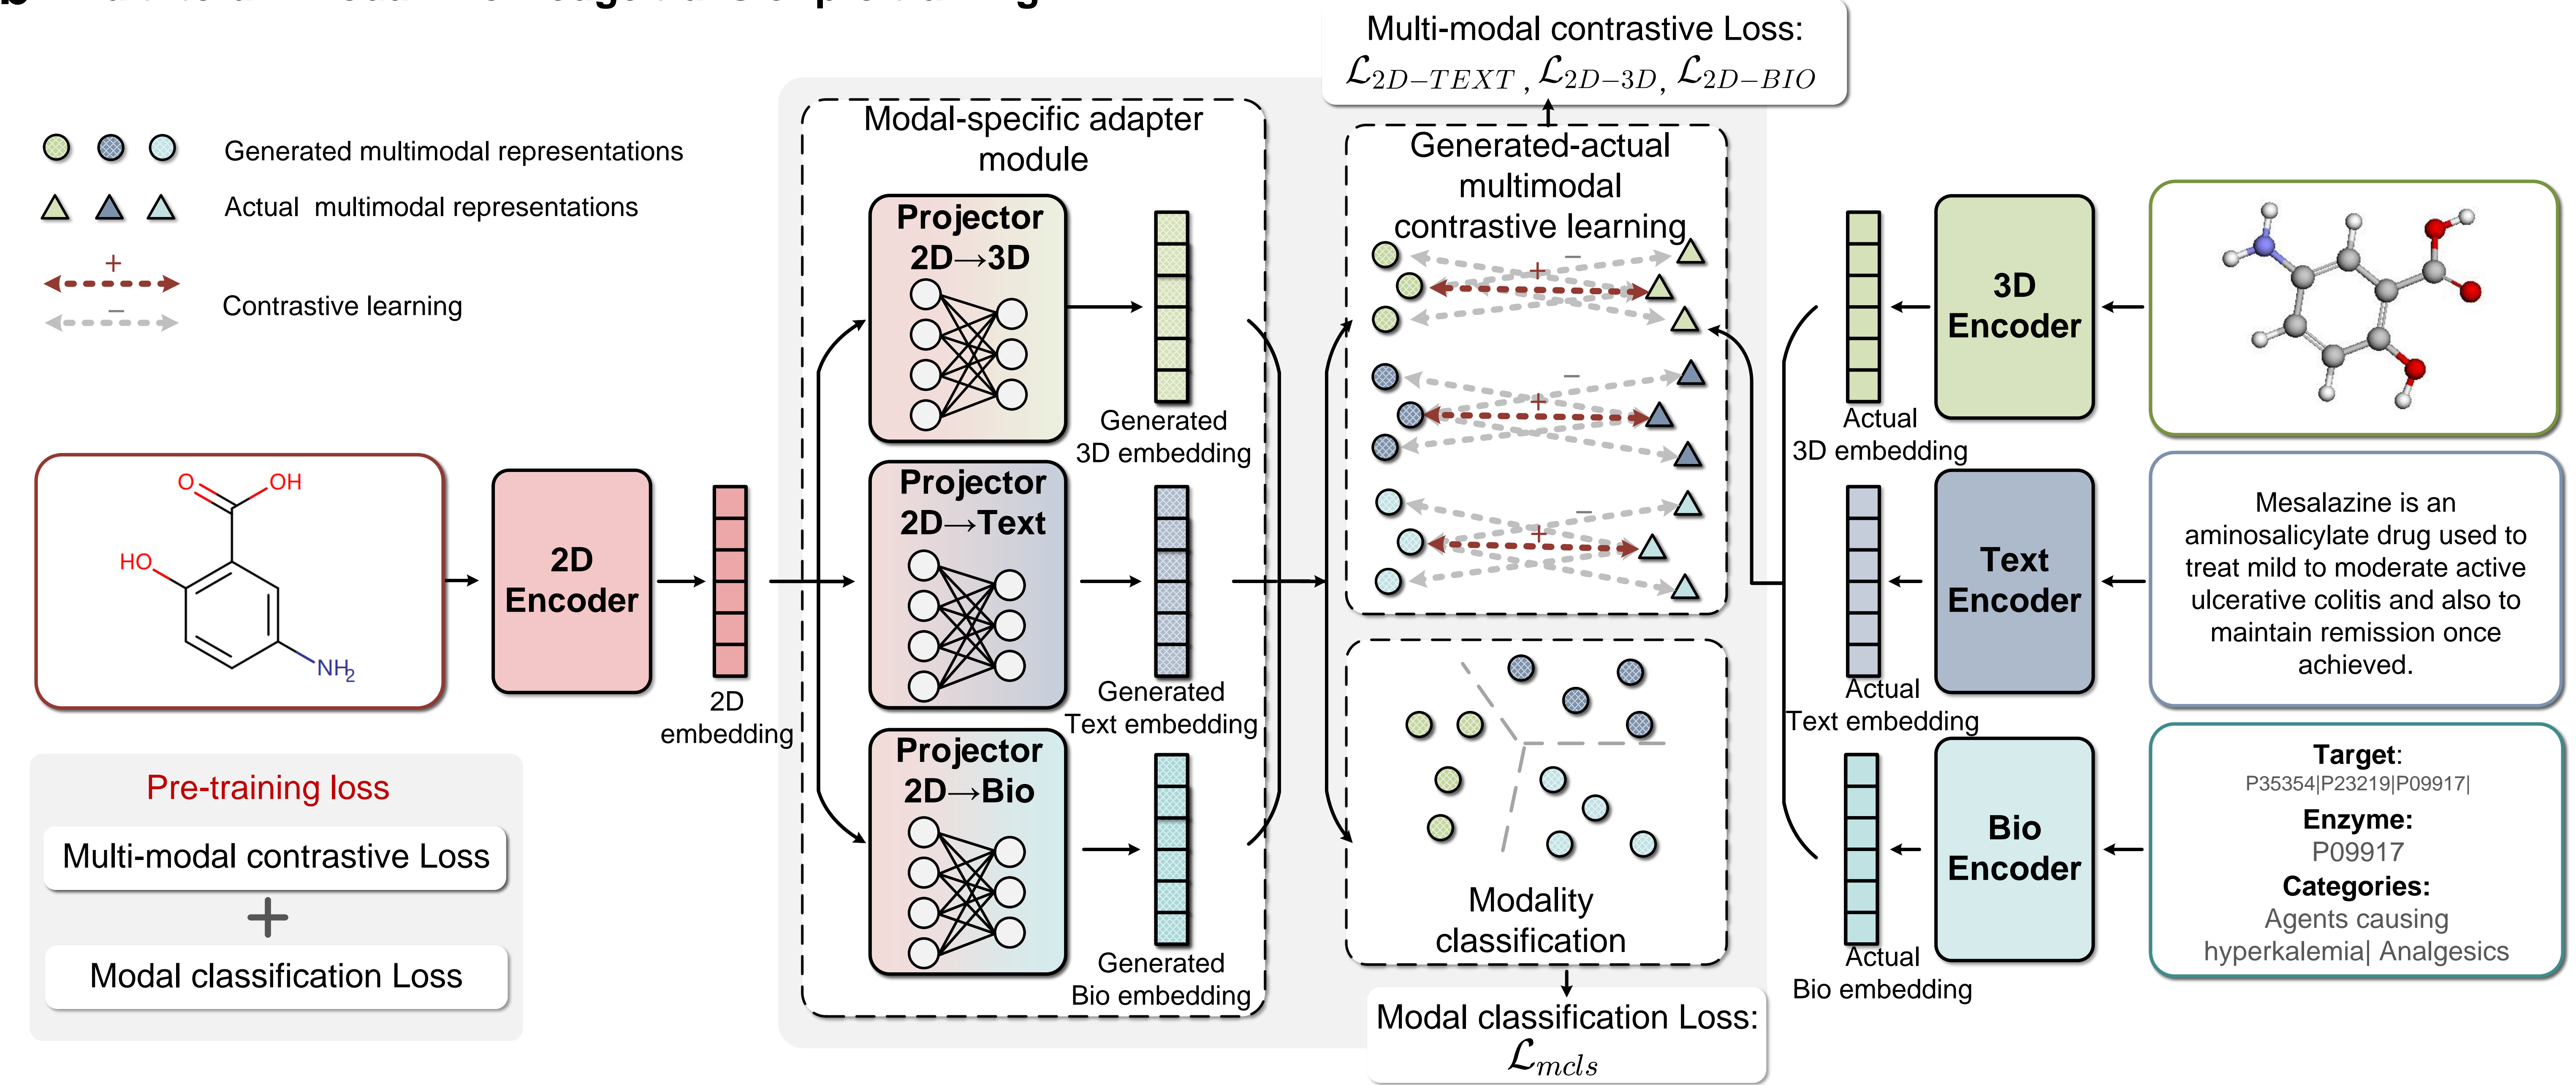 Multi-modal contrastive Loss:
ℒ2D−TEXT , ℒ2D−3D, ℒ2D−BIO
Generated multimodal representations
Actual multimodal representations
+
−
Contrastive learning
O
OH
HO
NH2
2D
Encoder
2D
embedding
Pre-training loss
Multi-modal contrastive Loss
+
Modal classification Loss
Modal-specific adapter
module
Projector
2D→3D
Generated
3D embedding
Projector
2D→Text
Generated
Text embedding
Projector
2D→Bio
Generated
Bio embedding
Generated-actual
multimodal
contrastive learning
+
−
+
−
+
−
Modality
classification
Modal classification Loss:
ℒmcls
Actual
3D embedding
3D
Encoder
Actual
Text embedding
Text
Encoder
Mesalazine is an
aminosalicylate drug used to
treat mild to moderate active
ulcerative colitis and also to
maintain remission once
achieved.
Actual
Bio embedding
Bio
Encoder
Target:
P35354|P23219|P09917|
Enzyme:
P09917
Categories:
Agents causing
hyperkalemia| Analgesics